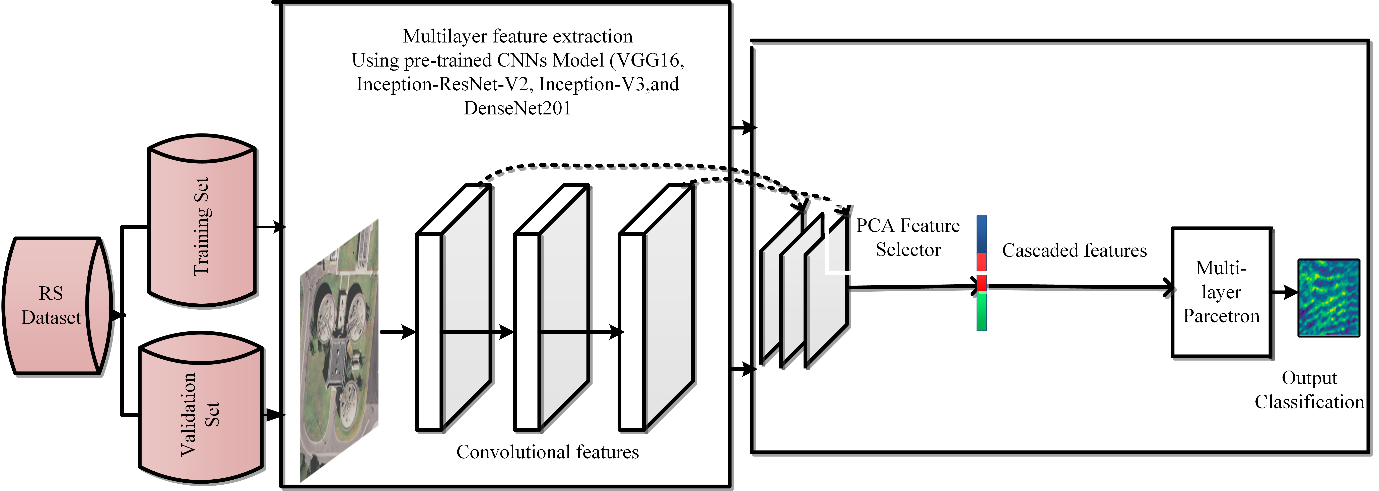 RS
Dataset
Training Set
Validation
Set
Multilayer feature extraction
Using pre-trained CNNs Model (VGG16,
Inception-ResNet-V2, Inception-V3,and
DenseNet201
Convolutional features
PCA Feature
Selector
Cascaded features
Multi-
layer
Parcetron
Output
Classification